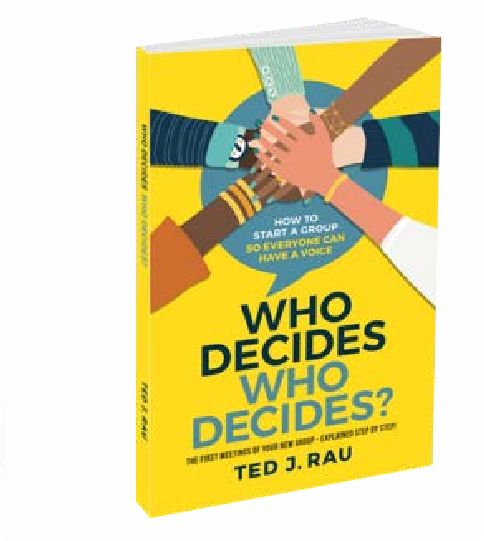 HOW TO
START A GROUP
SO EVERYONE CAN
HAVE A VOICE
WHO
DECIDES
WHO
DECIDES?
THE FIRST MEETINGS OF YOUR NEW GROUP - EXPLAINED STEP BY STEP!
TED J. RAU
WHO DECIDES WHO DECIDES?
TED J. RAU